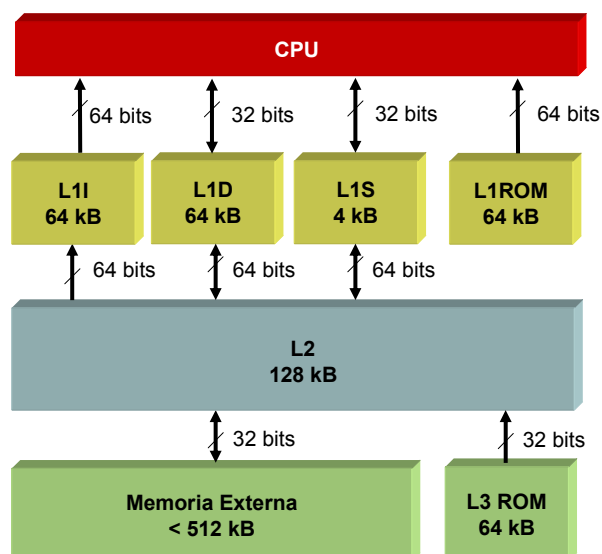 CPU
64 bits
32 bits
32 bits
64 bits
L1I
64 kB
L1D
64 kB
L1S
4 kB
L1ROM
64 kB
64 bits
64 bits
64 bits
L2
128 kB
32 bits
32 bits
Memoria Externa
< 512 kB
L3 ROM
64 kB